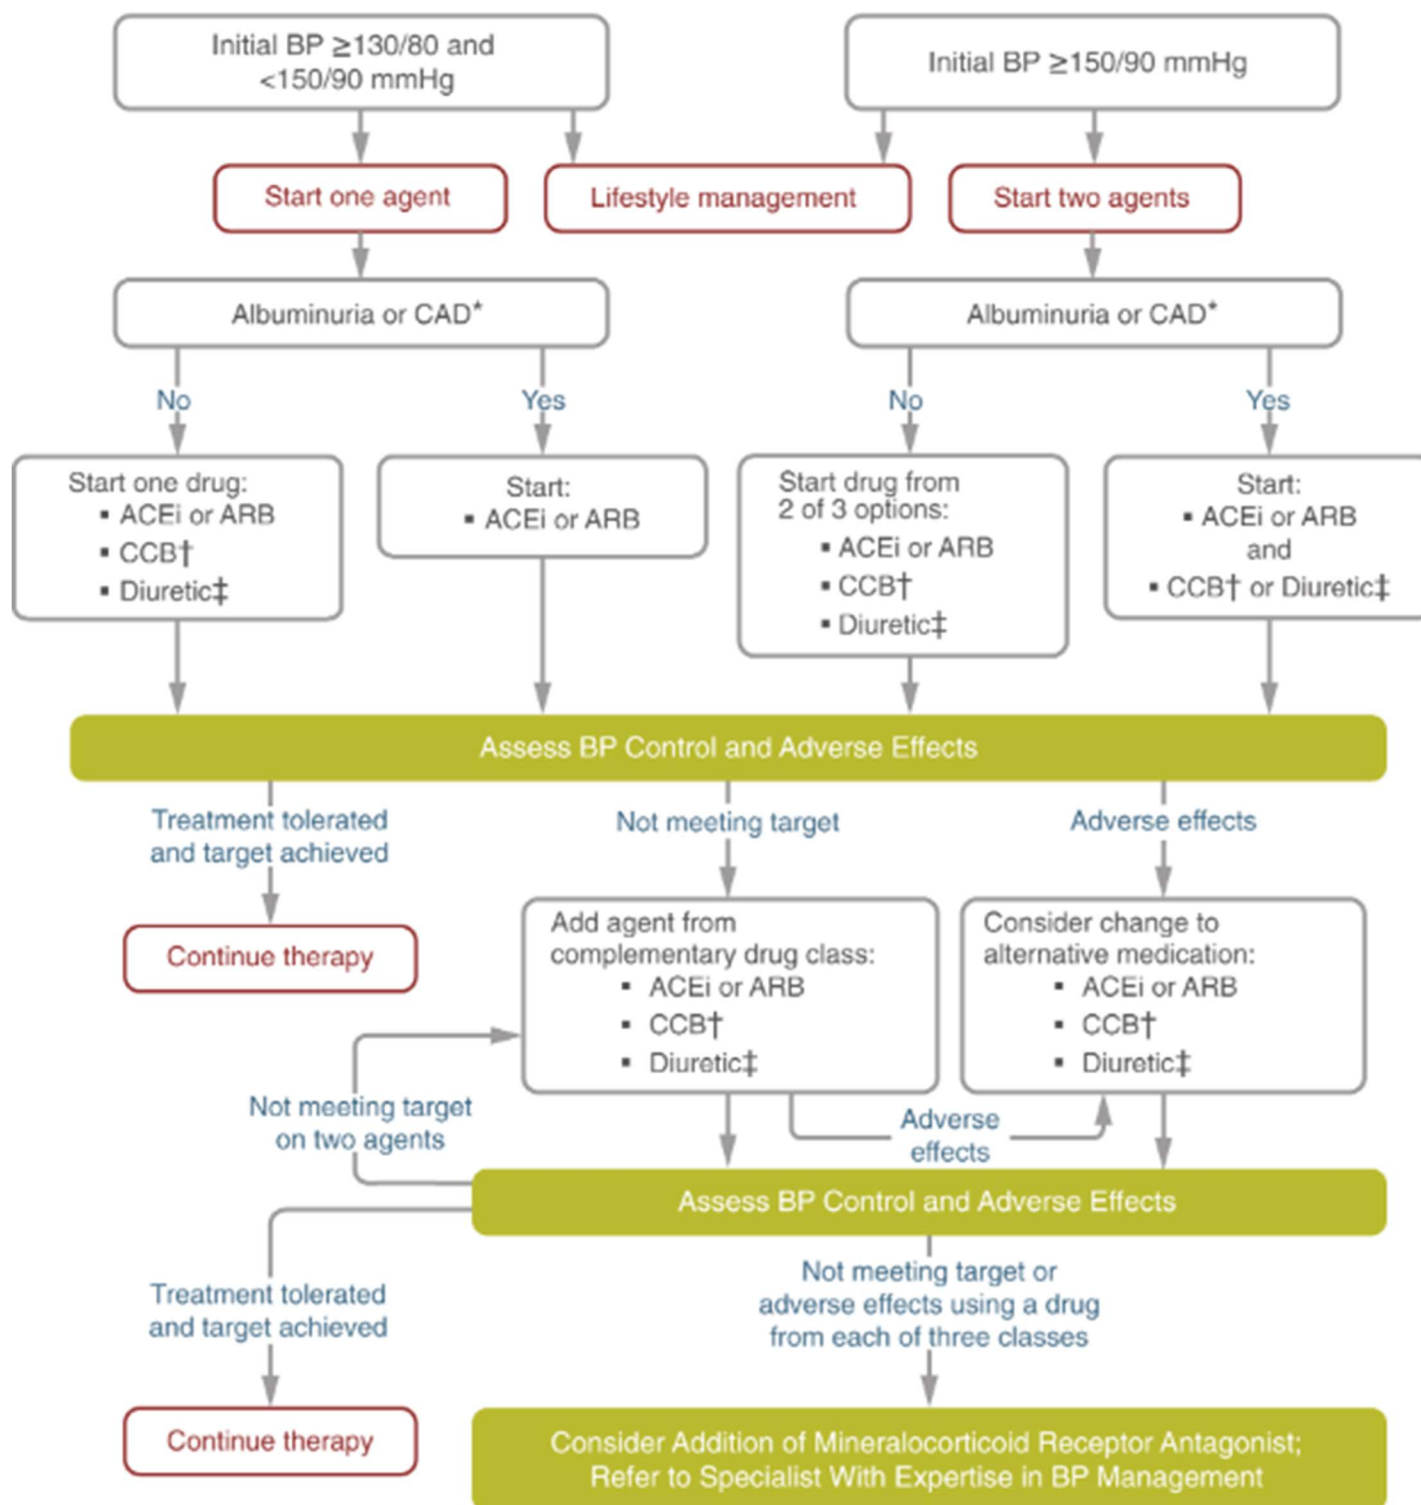 Initial BP ≥130/80 and
<150/90 mmHg
Initial BP ≥150/90 mmHg
Start one agent
Lifestyle management
Start two agents
Albuminuria or CAD*
Albuminuria or CAD*
No
Yes
No
Yes
Start one drug:
▪ ACEi or ARB
▪ CCB†
▪ Diuretic‡
Start:
▪ ACEi or ARB
Start drug from
2 of 3 options:
▪ ACEi or ARB
▪ CCB†
▪ Diuretic‡
Start:
▪ ACEi or ARB
and
▪ CCB† or Diuretic‡
Assess BP Control and Adverse Effects
Treatment tolerated
and target achieved
Not meeting target
Adverse effects
Continue therapy
Add agent from
complementary drug class:
▪ ACEi or ARB
▪ CCB†
▪ Diuretic‡
Consider change to
alternative medication:
▪ ACEi or ARB
▪ CCB†
▪ Diuretic‡
Not meeting target
on two agents
Adverse
effects
Assess BP Control and Adverse Effects
Treatment tolerated
and target achieved
Not meeting target or
adverse effects using a drug
from each of three classes
Continue therapy
Consider Addition of Mineralocorticoid Receptor Antagonist;
Refer to Specialist With Expertise in BP Management